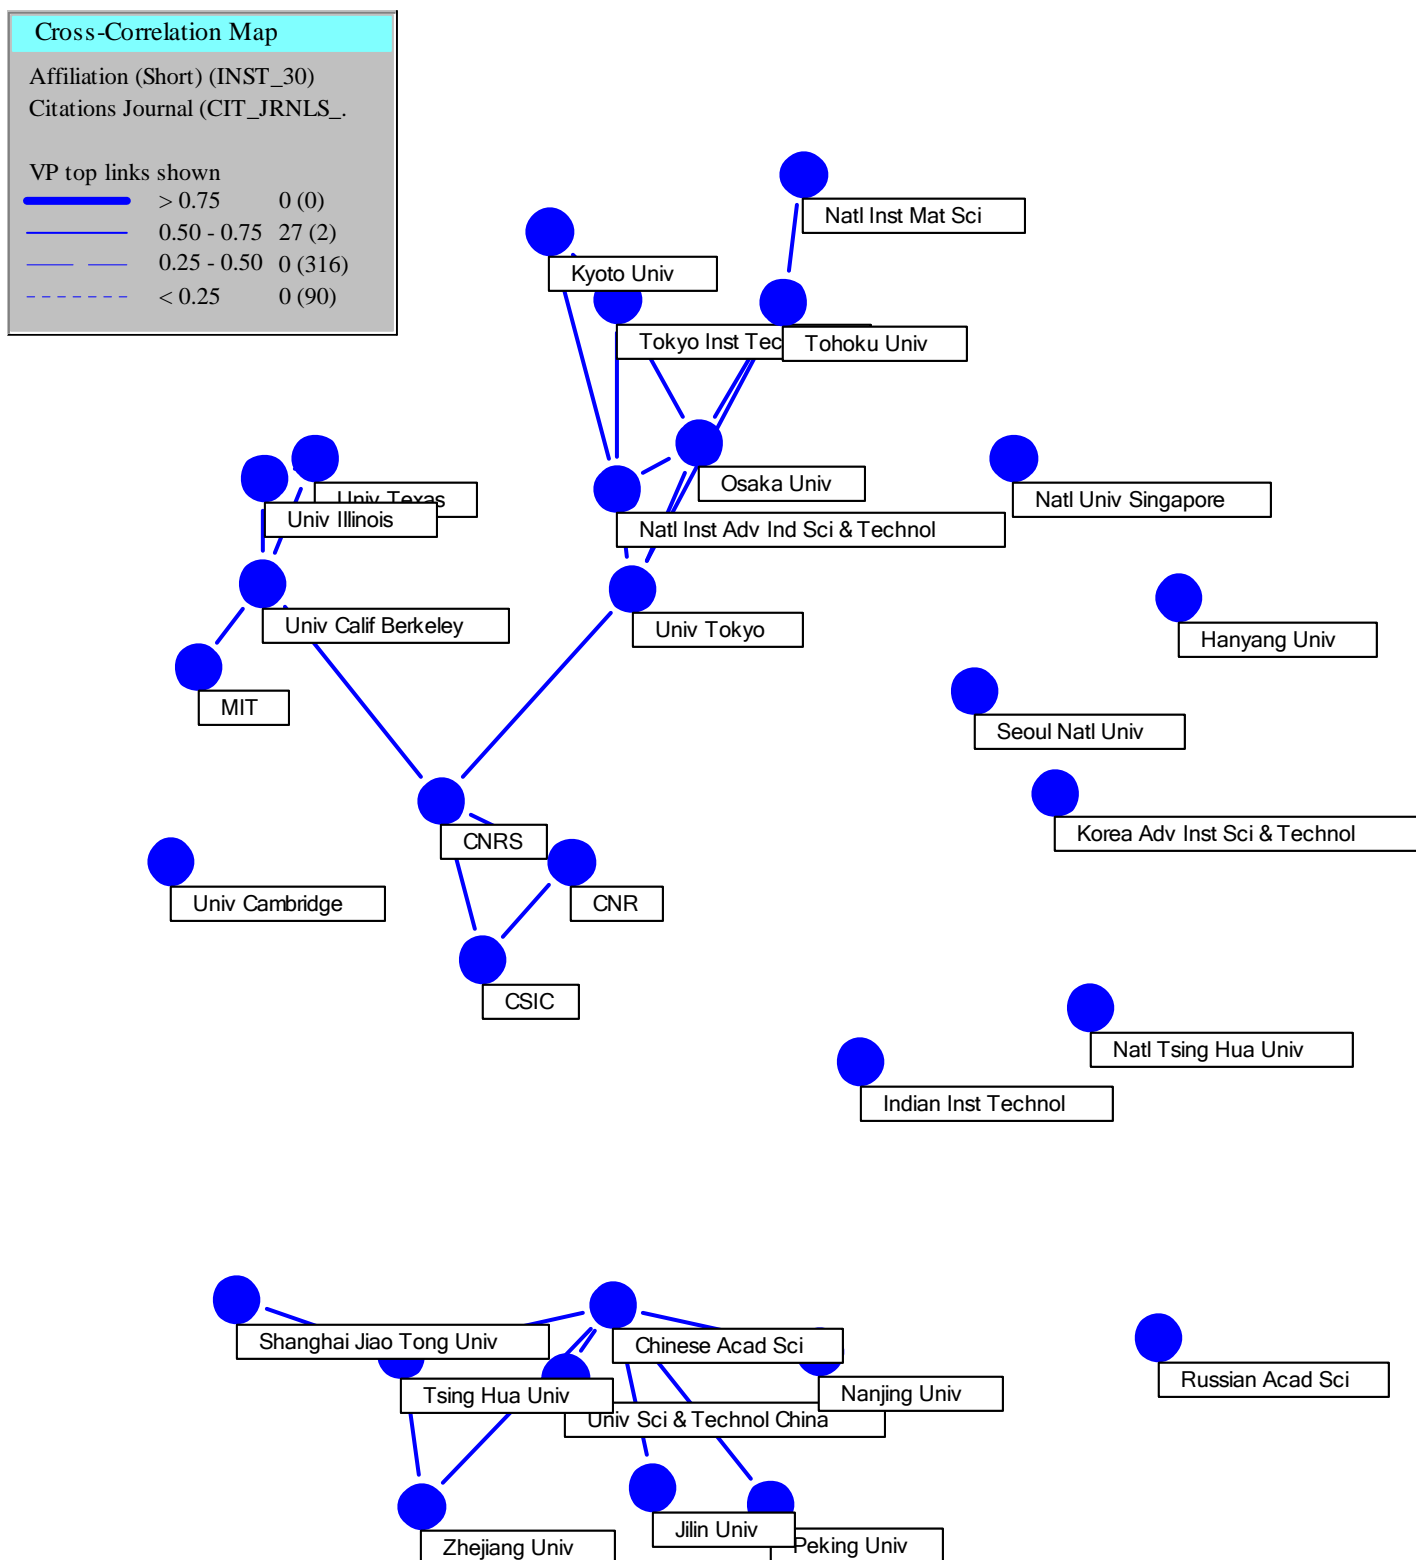 Cross-Correlation Map
Affiliation (Short) (INST_30)
Citations Journal (CIT_JRNLS_.
VP top links shown
> 0.75 0 (0)
0.50 - 0.75 27 (2)
0.25 - 0.50 0 (316)
< 0.25 0 (90)
Natl Inst Mat Sci
Kyoto Univ
Tokyo Inst Tec
Tohoku Univ
Osaka Univ
Univ Texas
Univ Illinois
Natl Univ Singapore
Natl Inst Adv Ind Sci & Technol
Univ Calif Berkeley
Univ Tokyo
Hanyang Univ
MIT
Seoul Natl Univ
CNRS
Korea Adv Inst Sci & Technol
Univ Cambridge
CNR
CSIC
Natl Tsing Hua Univ
Indian Inst Technol
Shanghai Jiao Tong Univ
Chinese Acad Sci
Russian Acad Sci
Tsing Hua Univ
Nanjing Univ
Univ Sci & Technol China
Jilin Univ
Peking Univ
Zhejiang Univ